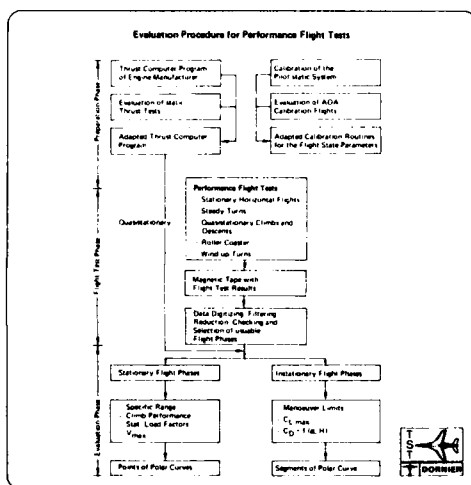 Evaluation Procedure for Performance Flight Tests
Preparation Phase
Thrust Computer Program
of Engine Manufacturer
Evaluation of static
Thrust Tests
Adapted Thrust Computer
Program
Calibration of the
Pitot static System
Evaluation of AOA
Calibration Flights
Adapted Calibration Routines
for the Flight State Parameters
Flight Test Phase
Quasistationary
Performance Flight Tests
Stationary Horizontal Flights
Steady Turns
Quasistationary Climbs and
Descents
Roller Coaster
Wind up Turns
Magnetic Tape with
Flight Test Results
Data Digitizing Filtering
Reduction Checking and
Selection of usuable
Flight Phases
Evaluation Phase
Stationary Flight Phases
Specific Range
Climb Performance
Stat. Load Factors
Vmax
Points of Polar Curves
Instationary Flight Phases
Manoeuver Limits
CL max
Segments of Polar Curve
TST
DORNIER